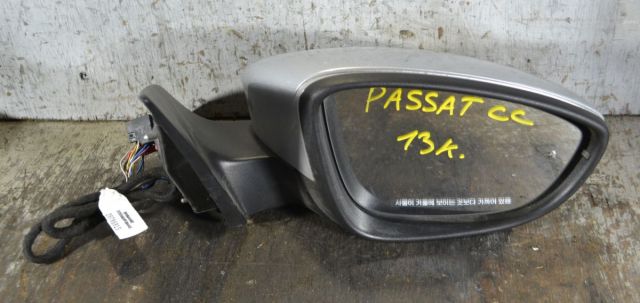 PASSAT CC
13K.
사물이 거울에 보이는 것보다 가까이 있음